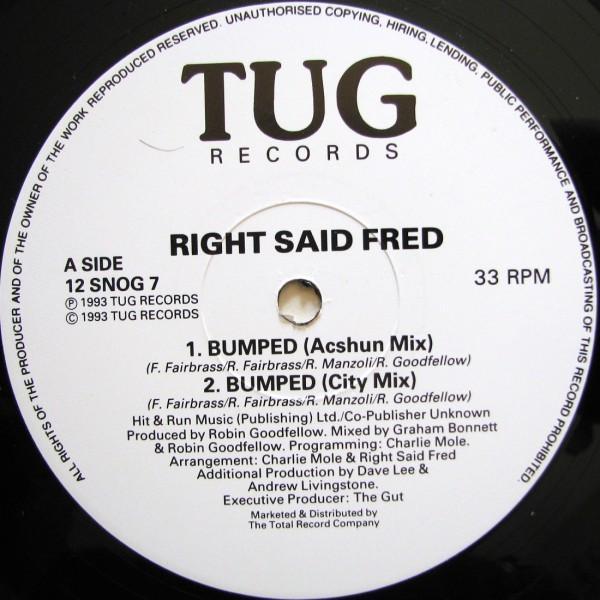 ALL RIGHTS OF THE PRODUCER AND OF THE OWNER OF THE WORK REPRODUCED RESERVED. UNAUTHORISED COPYING, HIRING, LENDING, PUBLIC PERFORMANCE AND BROADCASTING OF THIS RECORD PROHIBITED.
TUG
RECORDS
RIGHT SAID FRED
A SIDE
12 SNOG 7
℗ 1993 TUG RECORDS
© 1993 TUG RECORDS
33 RPM
1. BUMPED (Acshun Mix)
(F. Fairbrass/R. Fairbrass/R. Manzoli/R. Goodfellow)
2. BUMPED (City Mix)
(F. Fairbrass/R. Fairbrass/R. Manzoli/R. Goodfellow)
Hit & Run Music (Publishing) Ltd./Co-Publisher Unknown
Produced by Robin Goodfellow. Mixed by Graham Bonnett
& Robin Goodfellow. Programming: Charlie Mole.
Arrangement: Charlie Mole & Right Said Fred
Additional Production by Dave Lee &
Andrew Livingstone.
Executive Producer: The Gut
Marketed & Distributed by
The Total Record Company